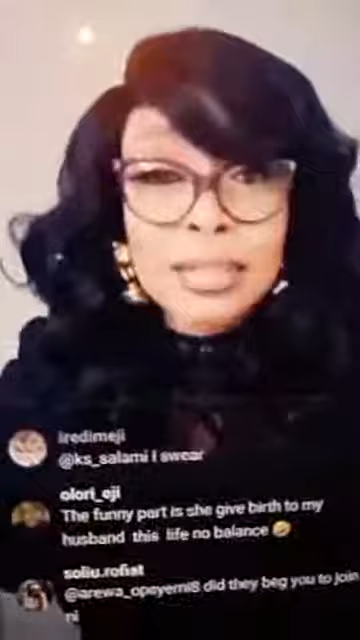 iredimeji
@ks_salami I swear
olori_eji
The funny part is she give birth to my
husband this life no balance 🤣
soliu.rofiat
@arewa_opeyemi8 did they beg you to join
ni